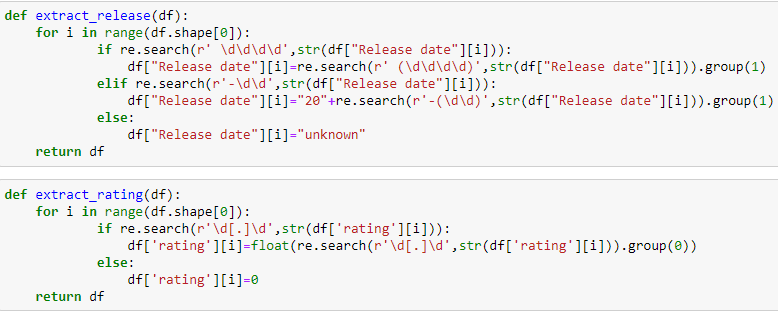 def extract_release(df):
    for i in range(df.shape[0]):
            if re.search(r' \d\d\d\d',str(df["Release date"][i])):
                df["Release date"][i]=re.search(r' (\d\d\d\d)',str(df["Release date"][i])).group(1)
            elif re.search(r'-\d\d',str(df["Release date"][i])):
                df["Release date"][i]="20"+re.search(r'-(\d\d)',str(df["Release date"][i])).group(1)
            else:
                df["Release date"][i]="unknown"
    return df
def extract_rating(df):
    for i in range(df.shape[0]):
            if re.search(r'\d[.]\d',str(df['rating'][i])):
                df['rating'][i]=float(re.search(r'\d[.]\d',str(df['rating'][i])).group(0))
            else:
                df['rating'][i]=0
    return df